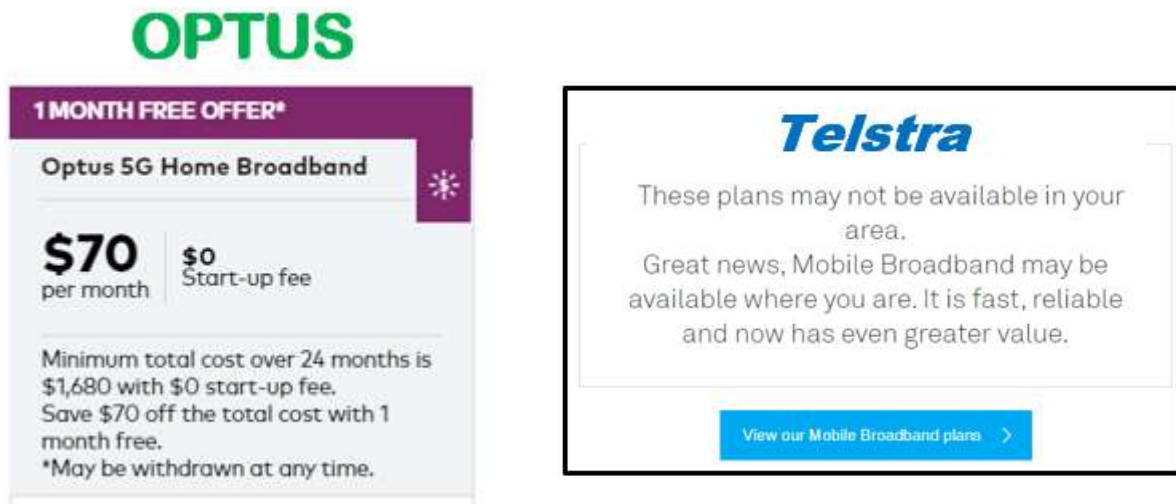 OPTUS
1 MONTH FREE OFFER*
Optus 5G Home Broadband
$70
per month
$0
Start-up fee
Minimum total cost over 24 months is
$1,680 with $0 start-up fee.
Save $70 off the total cost with 1
month free.
*May be withdrawn at any time.
Telstra
These plans may not be available in your
area.
Great news, Mobile Broadband may be
available where you are. It is fast, reliable
and now has even greater value.
View our Mobile Broadband plans